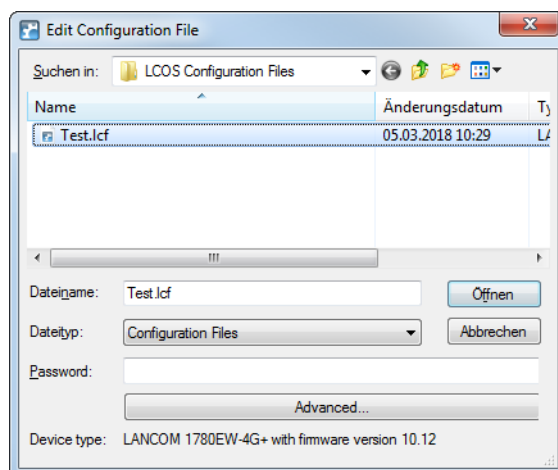 Edit Configuration File
Suchen in: LCOS Configuration Files
Name Änderungsdatum
Test.lcf 05.03.2018 10:29
Dateiname: Test.lcf Öffnen
Dateityp: Configuration Files Abbrechen
Password:
Advanced...
Device type: LANCOM 1780EW-4G+ with firmware version 10.12